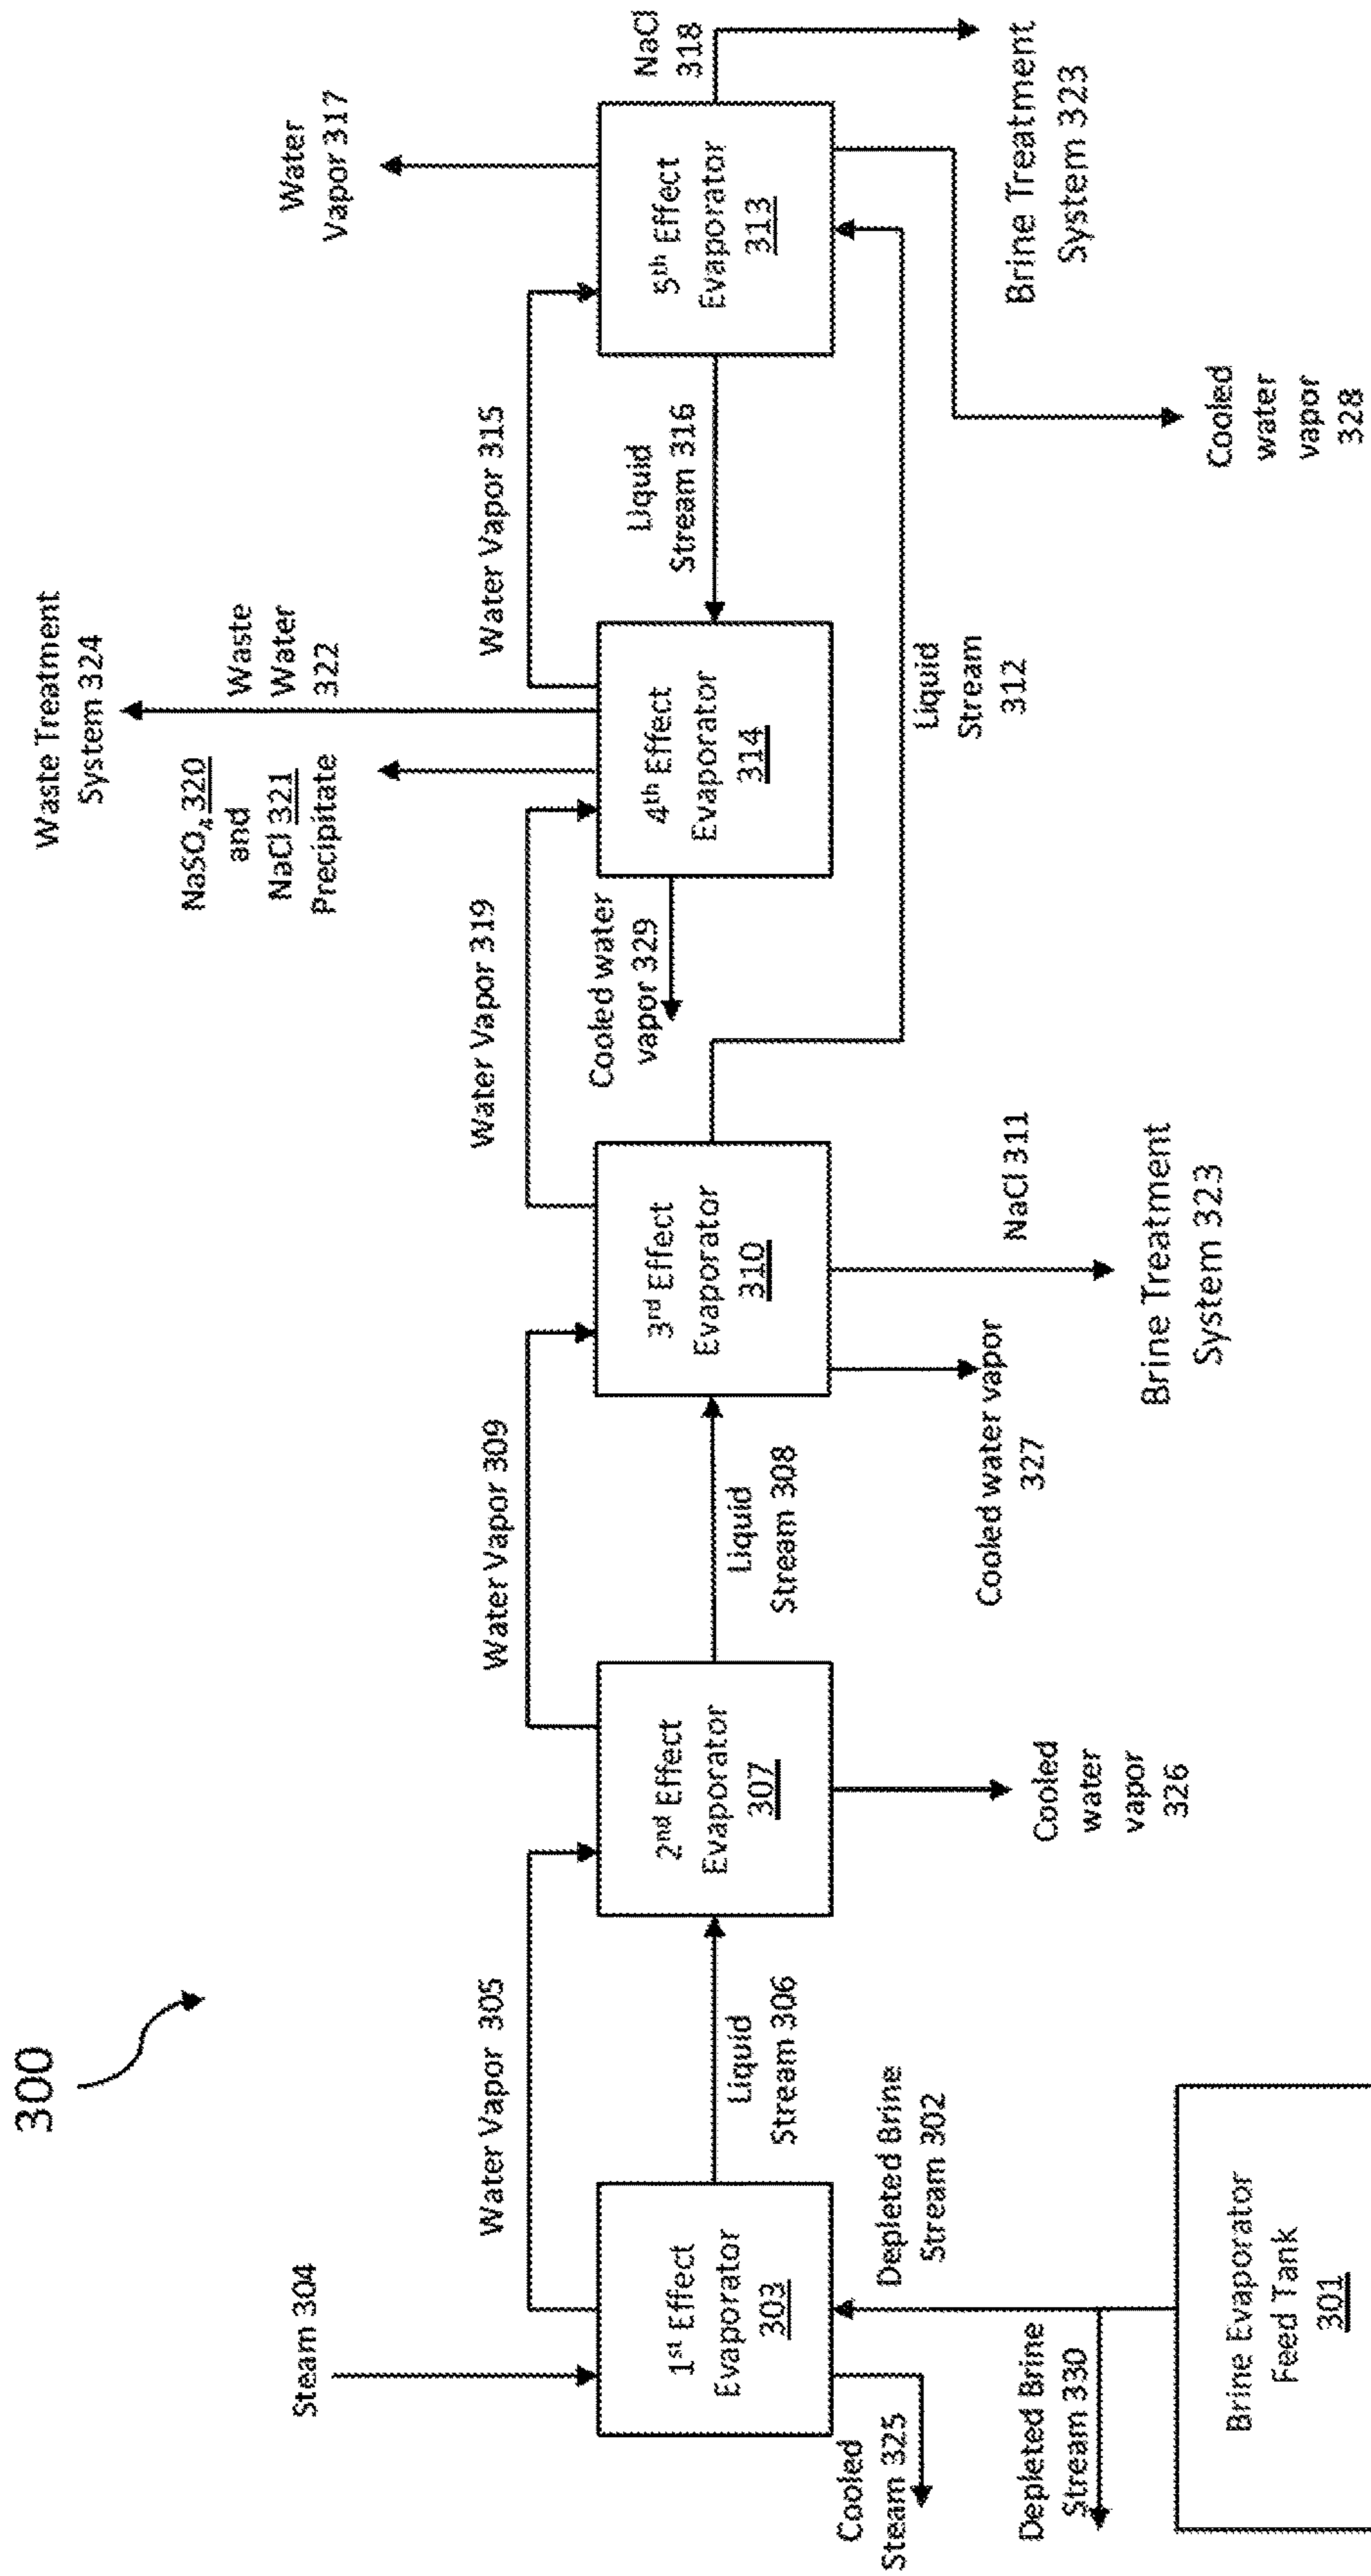 300
Steam 304
1st Effect
Evaporator
303
Cooled
Steam 325
Depleted Brine
Stream 302
Depleted Brine
Stream 330
Brine Evaporator
Feed Tank
301
Water Vapor 305
Liquid
Stream 306
2nd Effect
Evaporator
307
Cooled
water
vapor
326
Water Vapor 309
Liquid
Stream 308
3rd Effect
Evaporator
310
Cooled water vapor
327
NaCl 311
Brine Treatment
System 323
Water Vapor 319
Cooled water
vapor 329
Liquid
Stream
312
4th Effect
Evaporator
314
NaSO₄ 320
and
NaCl 321
Precipitate
Waste
Water
322
Waste Treatment
System 324
Water Vapor 315
Liquid
Stream 316
5th Effect
Evaporator
313
Water
Vapor 317
NaCl
318
Brine Treatment
System 323
Cooled
water
vapor
328